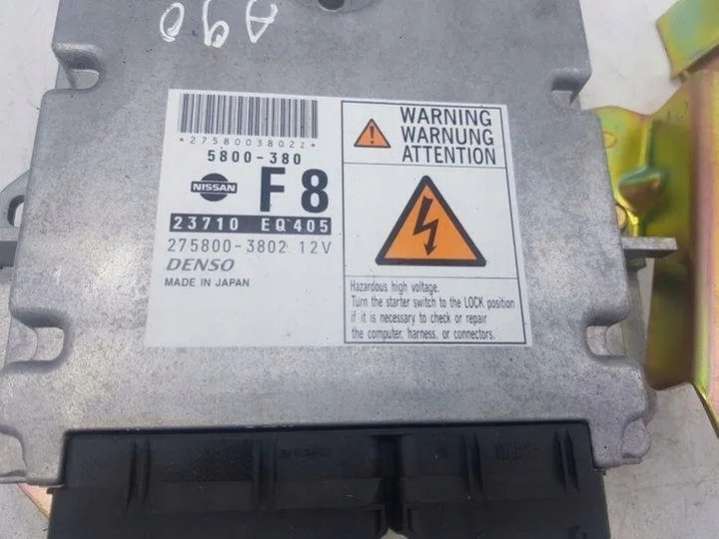 A90
*27580038022*
5800-380
NISSAN
F8
23710 EQ405
275800-3802 12V
DENSO
MADE IN JAPAN
WARNING
WARNUNG
ATTENTION
Hazardous high voltage.
Turn the starter switch to the LOCK position
if it is necessary to check or repair
the computer, harness, or connectors.